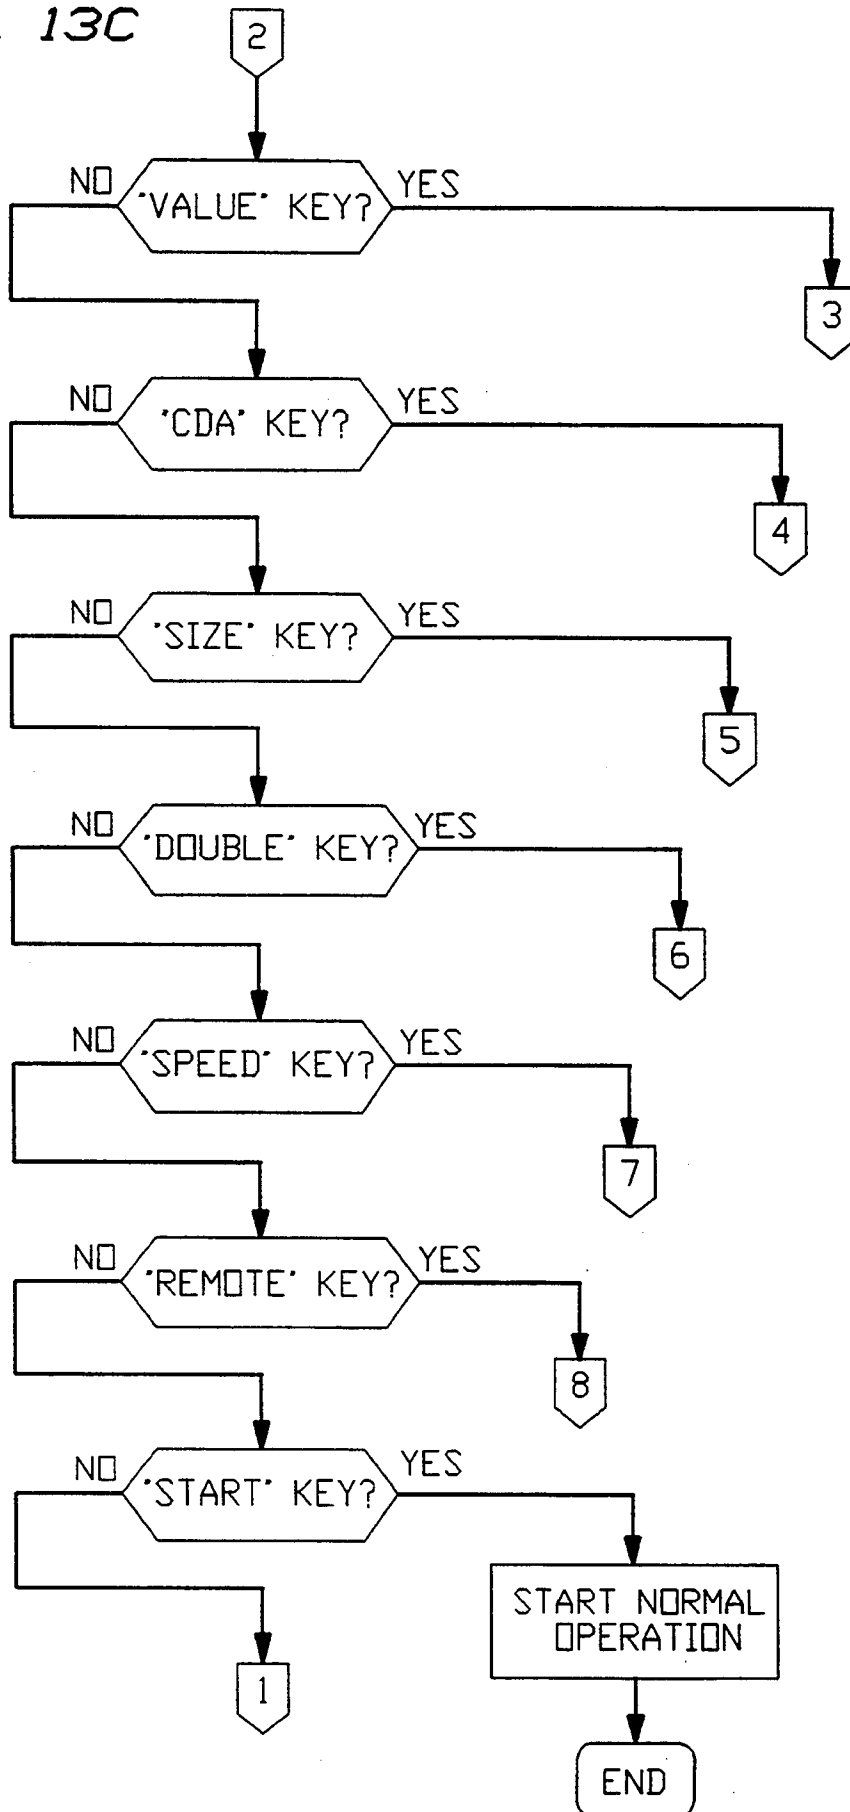 13C
2
NO "VALUE" KEY? YES
3
NO "CDA" KEY? YES
4
NO "SIZE" KEY? YES
5
NO "DOUBLE" KEY? YES
6
NO "SPEED" KEY? YES
7
NO "REMOTE" KEY? YES
8
NO "START" KEY? YES
START NORMAL
OPERATION
1
END